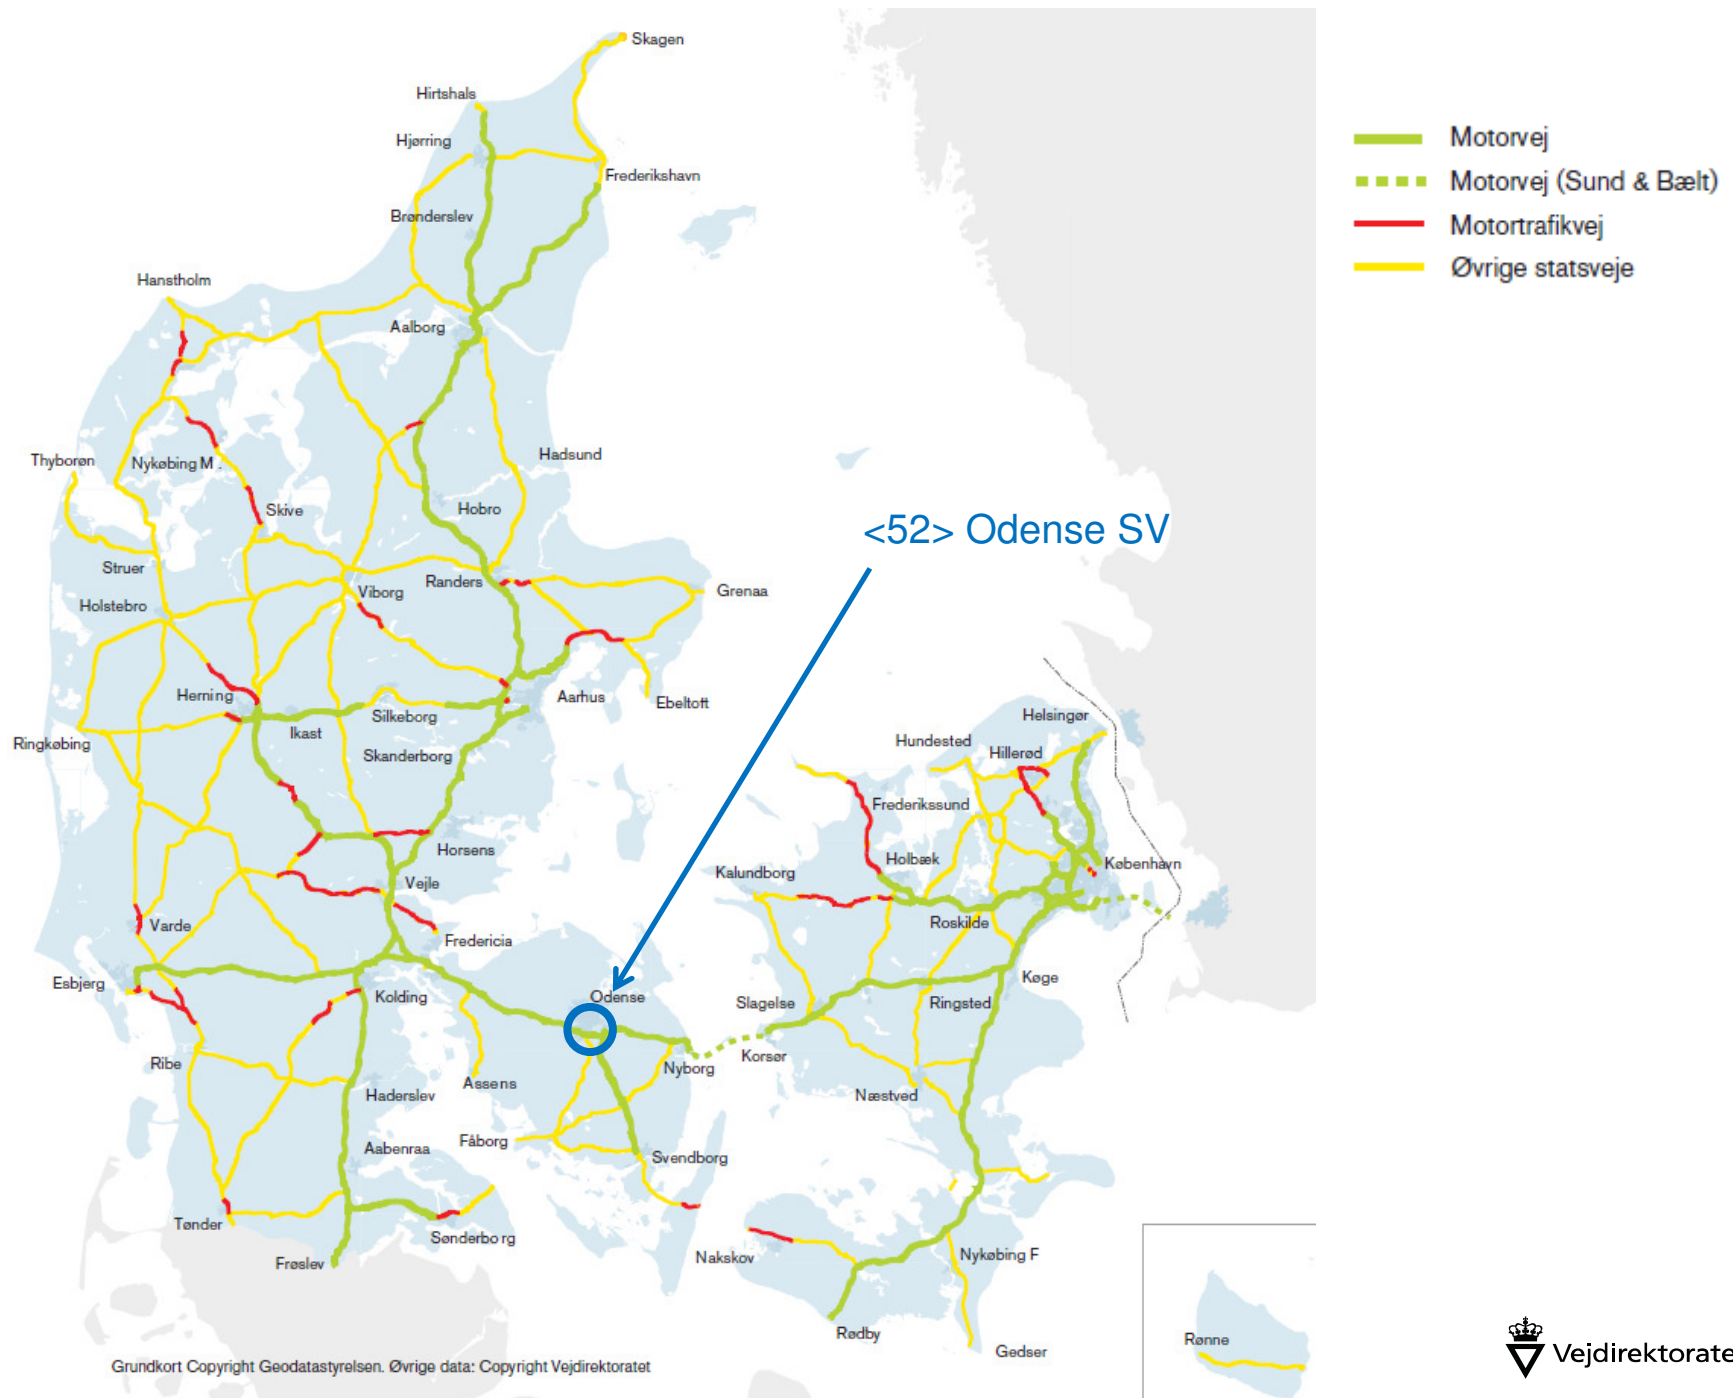 Skagen
Hirtshals
Hjørring
Frederikshavn
Brønderslev
Hanstholm
Aalborg
Motorvej
Motorvej (Sund & Bælt)
Motortrafikvej
Øvrige statsveje
Thyborøn
Nykøbing M .
Hadsund
Skive
Hobro
<52> Odense SV
Struer
Holstebro
Viborg
Randers
Grenaa
Herning
Ikast
Silkeborg
Aarhus
Ebeltoft
Ringkøbing
Skanderborg
Helsingør
Hundested
Hillerød
Frederikssund
Horsens
Holbæk
København
Vejle
Kalundborg
Varde
Fredericia
Roskilde
Esbjerg
Kolding
Odense
Slagelse
Ringsted
Køge
Ribe
Nyborg
Korsør
Assens
Haderslev
Næstved
Aabenraa
Fåborg
Svendborg
Tønder
Sønderborg
Frøslev
Nakskov
Nykøbing F
Rødby
Gedser
Rønne
Grundkort Copyright Geodatastyrelsen. Øvrige data: Copyright Vejdirektoratet
Vejdirektorate